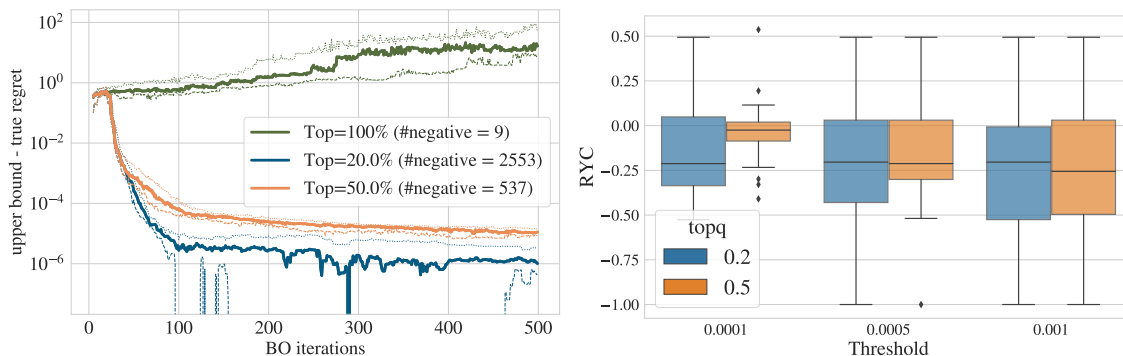 upper bound - true regret
10^2
10^0
10^−2
10^−4
10^−6
Top=100% (#negative = 9)
Top=20.0% (#negative = 2553)
Top=50.0% (#negative = 537)
0 100 200 300 400 500
BO iterations
RYC
0.50
0.25
0.00
−0.25
−0.50
−0.75
−1.00
topq
0.2
0.5
0.0001 0.0005 0.001
Threshold